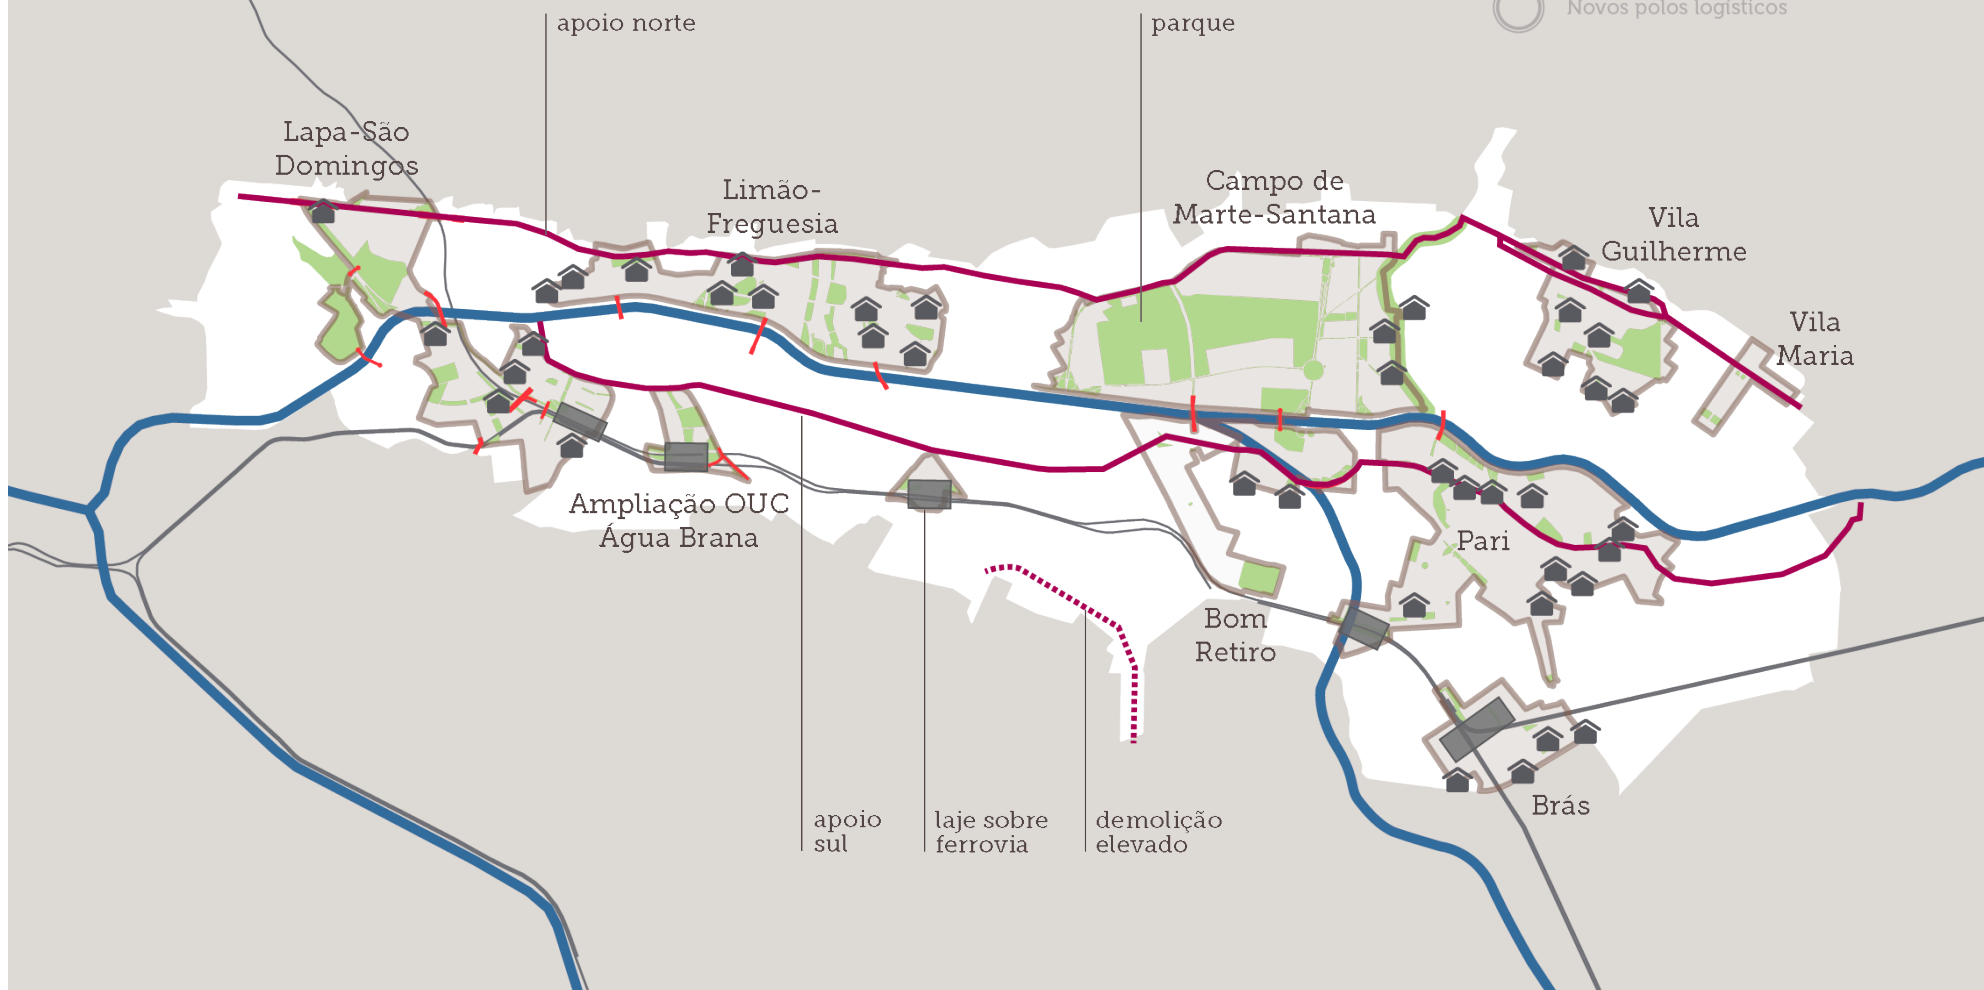 Novos polos logísticos
apoio norte
parque
Lapa-São
Domingos
Limão-
Freguesia
Campo de
Marte-Santana
Vila
Guilherme
Vila
Maria
Ampliação OUC
Água Brana
Pari
Bom
Retiro
Brás
apoio
sul
laje sobre
ferrovia
demolição
elevado